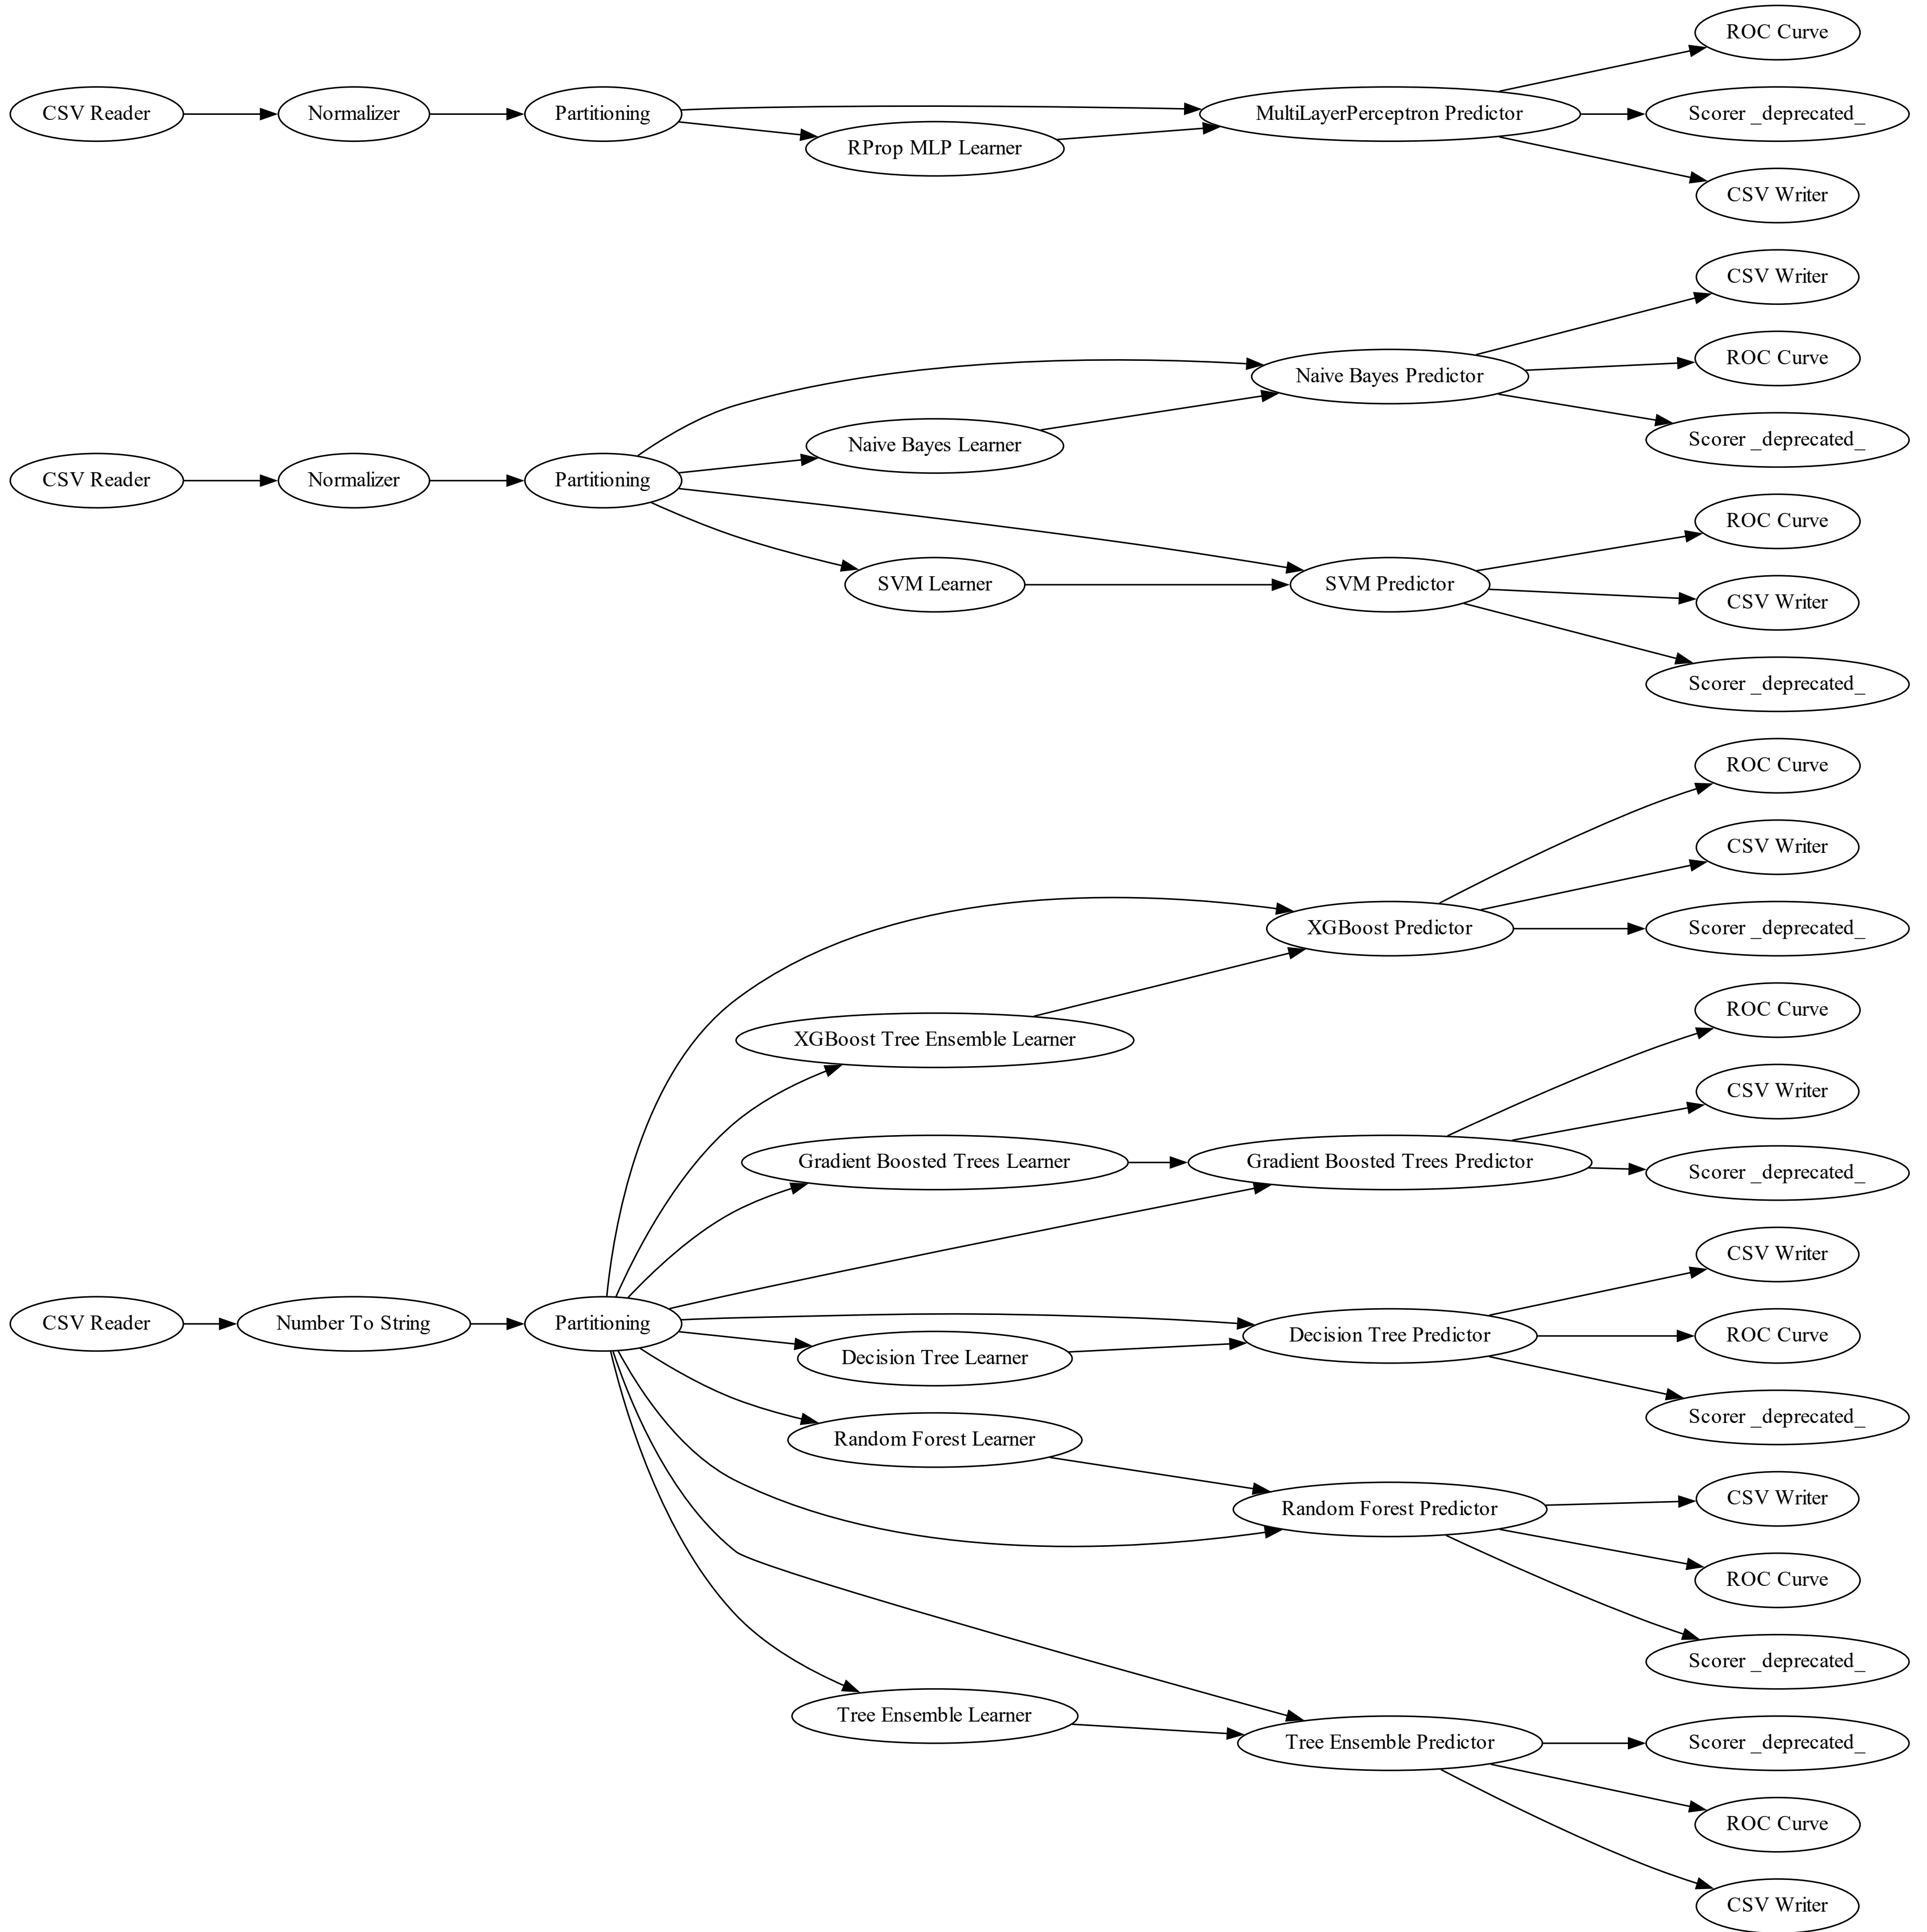 ROC Curve
CSV Reader
Normalizer
Partitioning
MultiLayerPerceptron Predictor
Scorer _deprecated_
RProp MLP Learner
CSV Writer
CSV Writer
ROC Curve
Naive Bayes Predictor
Naive Bayes Learner
Scorer _deprecated_
CSV Reader
Normalizer
Partitioning
ROC Curve
SVM Learner
SVM Predictor
CSV Writer
Scorer _deprecated_
ROC Curve
CSV Writer
XGBoost Predictor
Scorer _deprecated_
ROC Curve
XGBoost Tree Ensemble Learner
CSV Writer
Gradient Boosted Trees Learner
Gradient Boosted Trees Predictor
Scorer _deprecated_
CSV Writer
CSV Reader
Number To String
Partitioning
Decision Tree Predictor
ROC Curve
Decision Tree Learner
Scorer _deprecated_
Random Forest Learner
CSV Writer
Random Forest Predictor
ROC Curve
Scorer _deprecated_
Tree Ensemble Learner
Tree Ensemble Predictor
Scorer _deprecated_
ROC Curve
CSV Writer